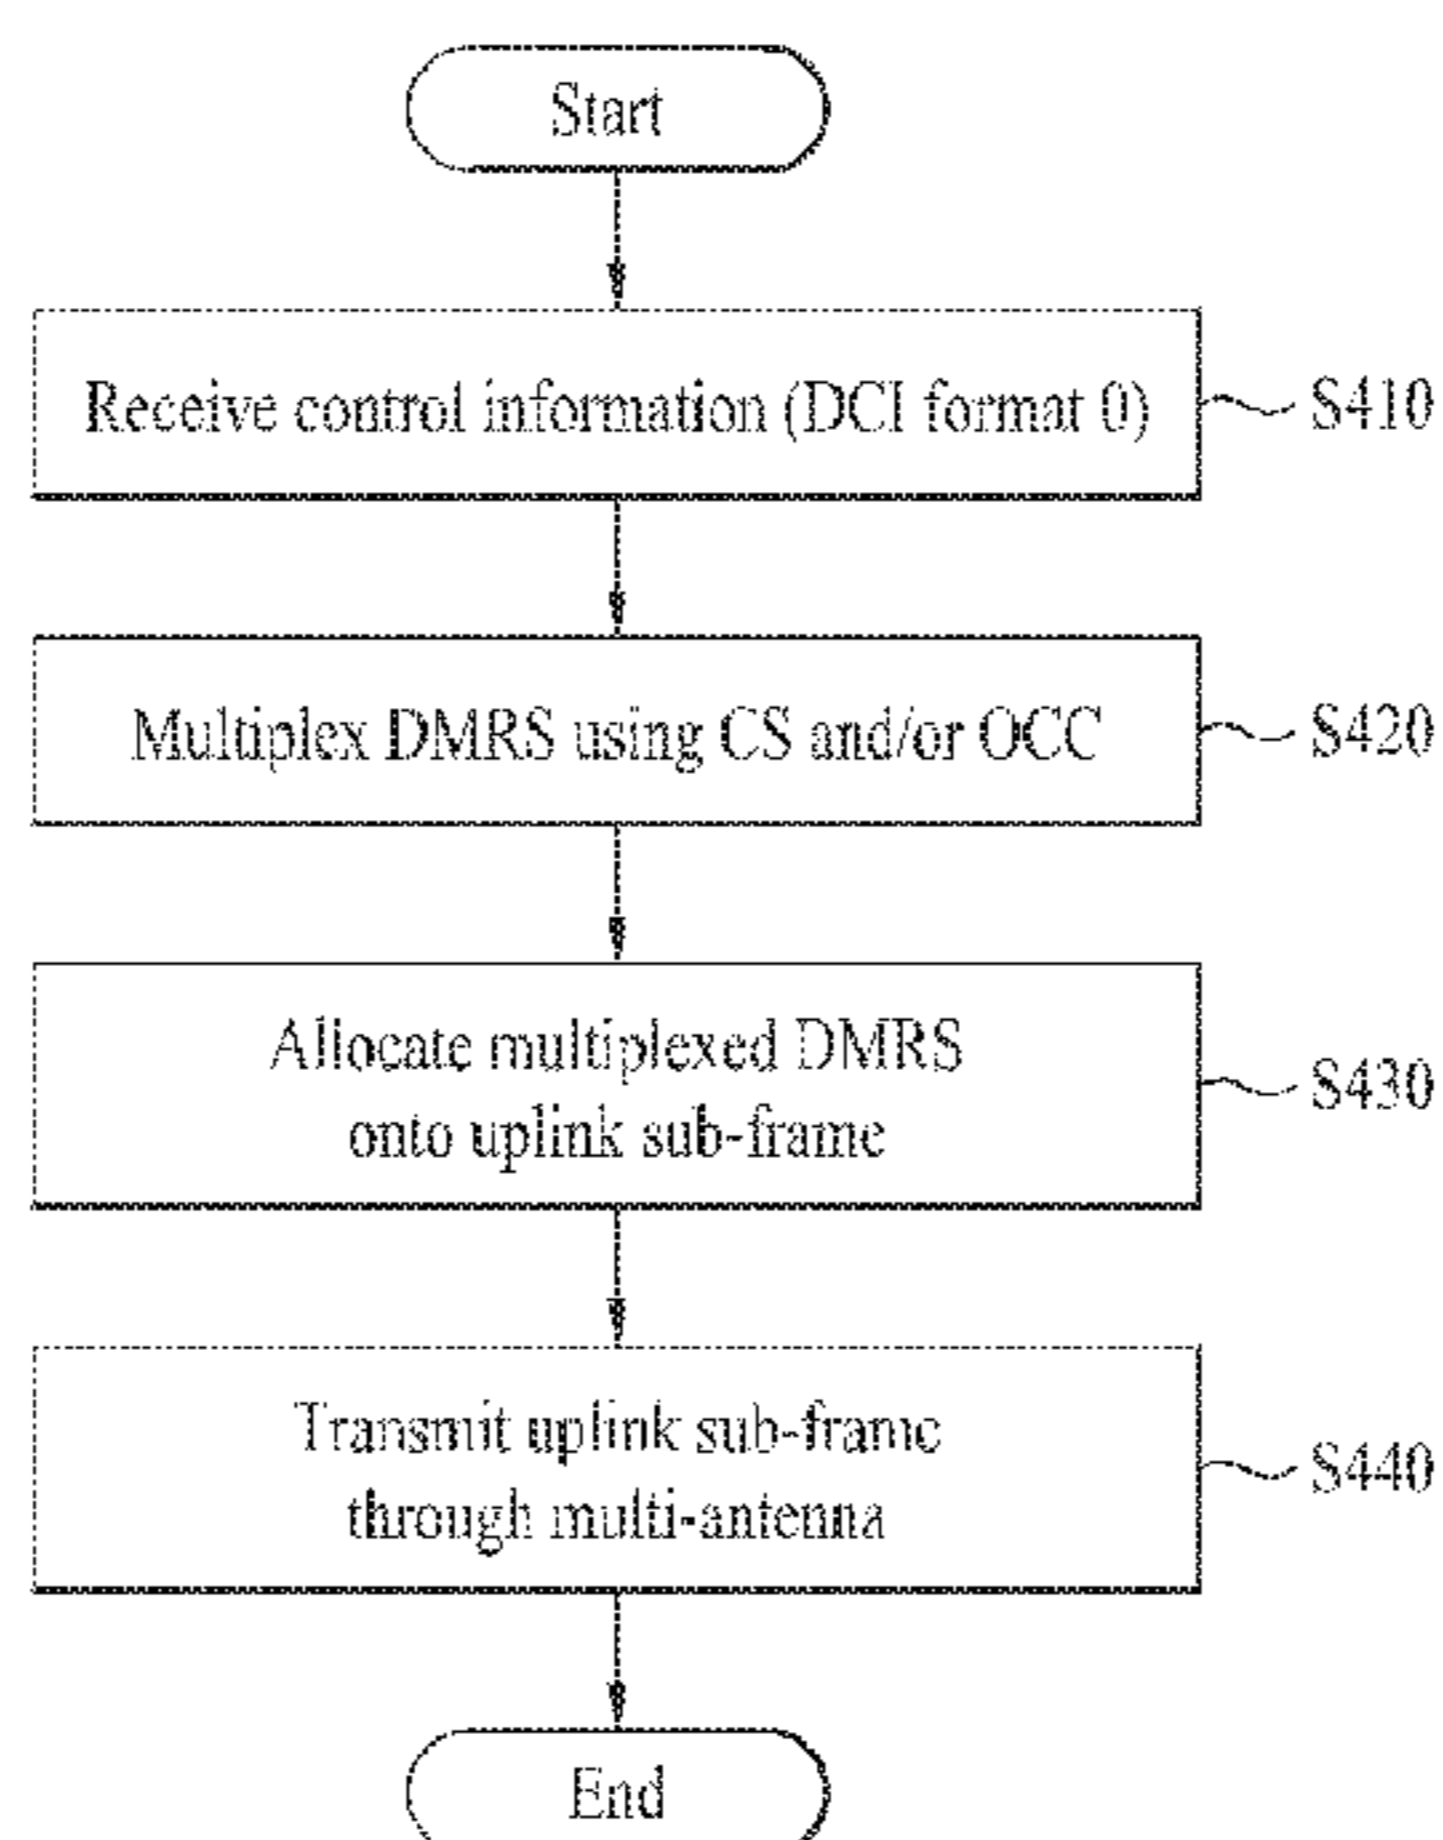 Start
Receive control information (DCI format 0)
S410
Multiplex DMRS using CS and/or OCC
S420
Allocate multiplexed DMRS
onto uplink sub-frame
S430
Transmit uplink sub-frame
through multi-antenna
S440
End